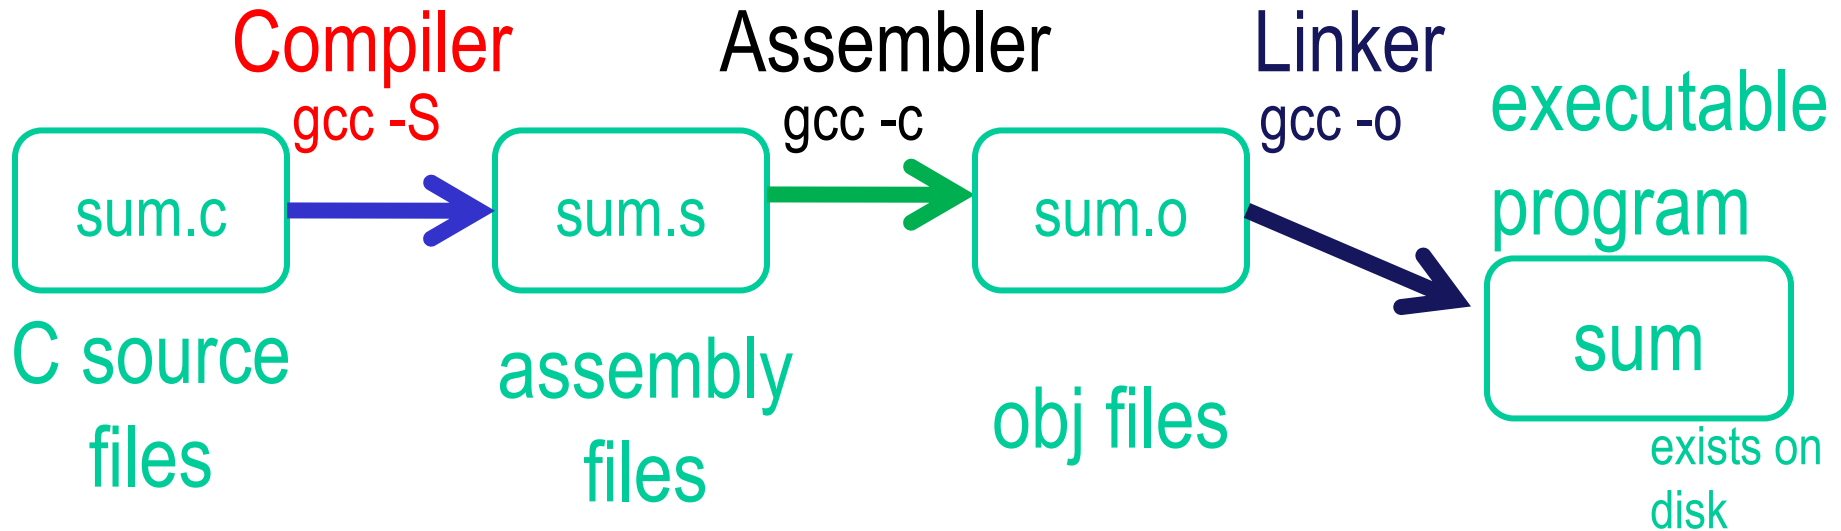 Compiler
gcc -S
Assembler
gcc -c
Linker
gcc -o
executable
program
sum.c
sum.s
sum.o
sum
C source
files
assembly
files
obj files
exists on
disk